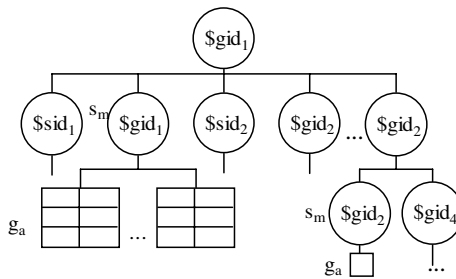 $gid₁
$sid₁ sₘ $gid₁ $sid₂ $gid₂ ... $gid₂
gₐ ... sₘ $gid₂ $gid₄
gₐ ...